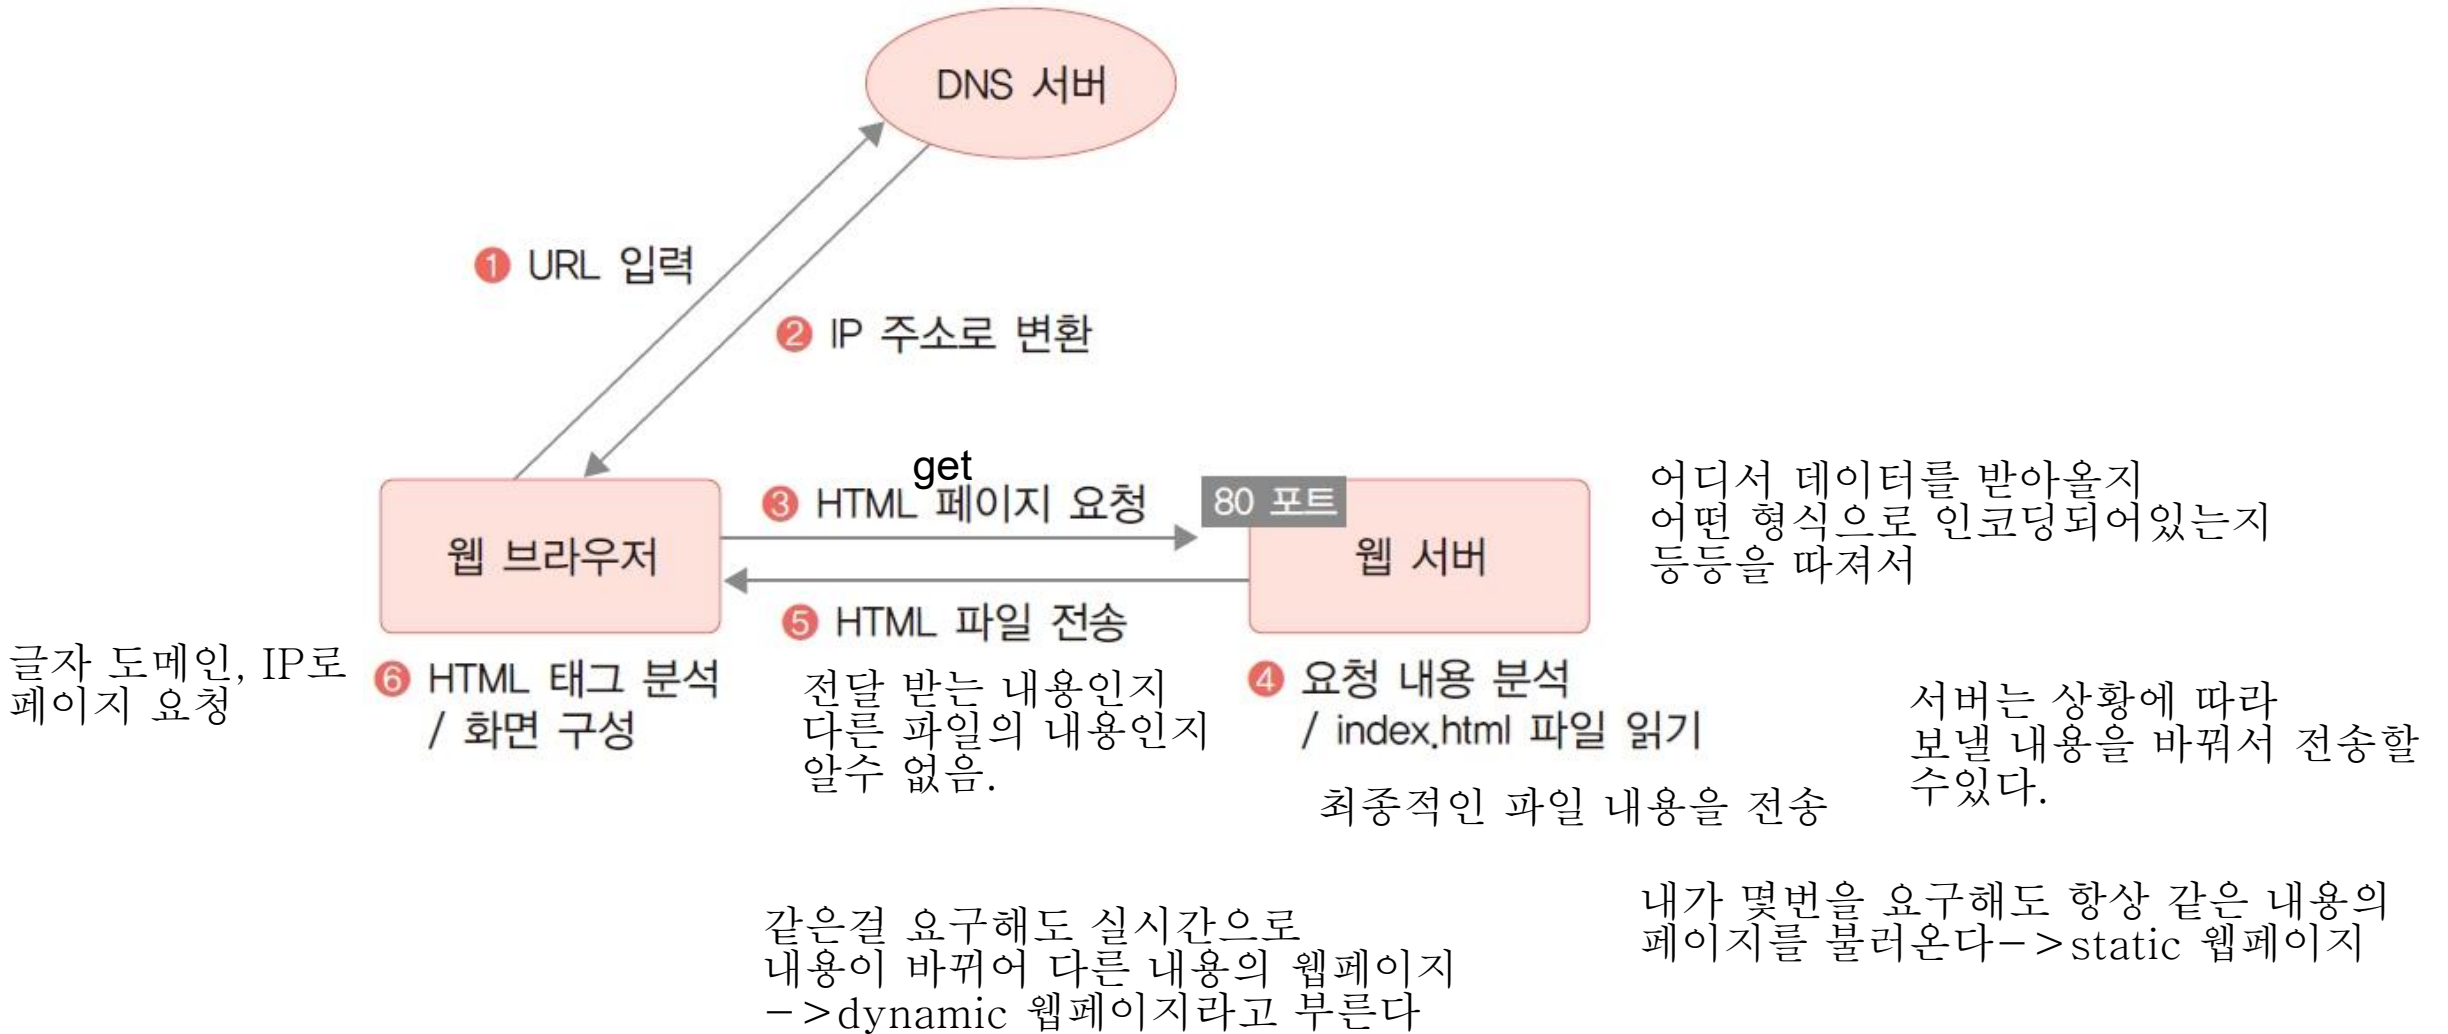 DNS 서버
❶ URL 입력
❷ IP 주소로 변환
get
❸ HTML 페이지 요청
80 포트
웹 브라우저
웹 서버
어디서 데이터를 받아올지
어떤 형식으로 인코딩되어있는지
등등을 따져서
❺ HTML 파일 전송
글자 도메인, IP로
페이지 요청
❻ HTML 태그 분석
/ 화면 구성
전달 받는 내용인지
다른 파일의 내용인지
알수 없음.
❹ 요청 내용 분석
/ index.html 파일 읽기
서버는 상황에 따라
보낼 내용을 바꿔서 전송할
수있다.
최종적인 파일 내용을 전송
같은걸 요구해도 실시간으로
내용이 바뀌어 다른 내용의 웹페이지
->dynamic 웹페이지라고 부른다
내가 몇번을 요구해도 항상 같은 내용의
페이지를 불러온다->static 웹페이지